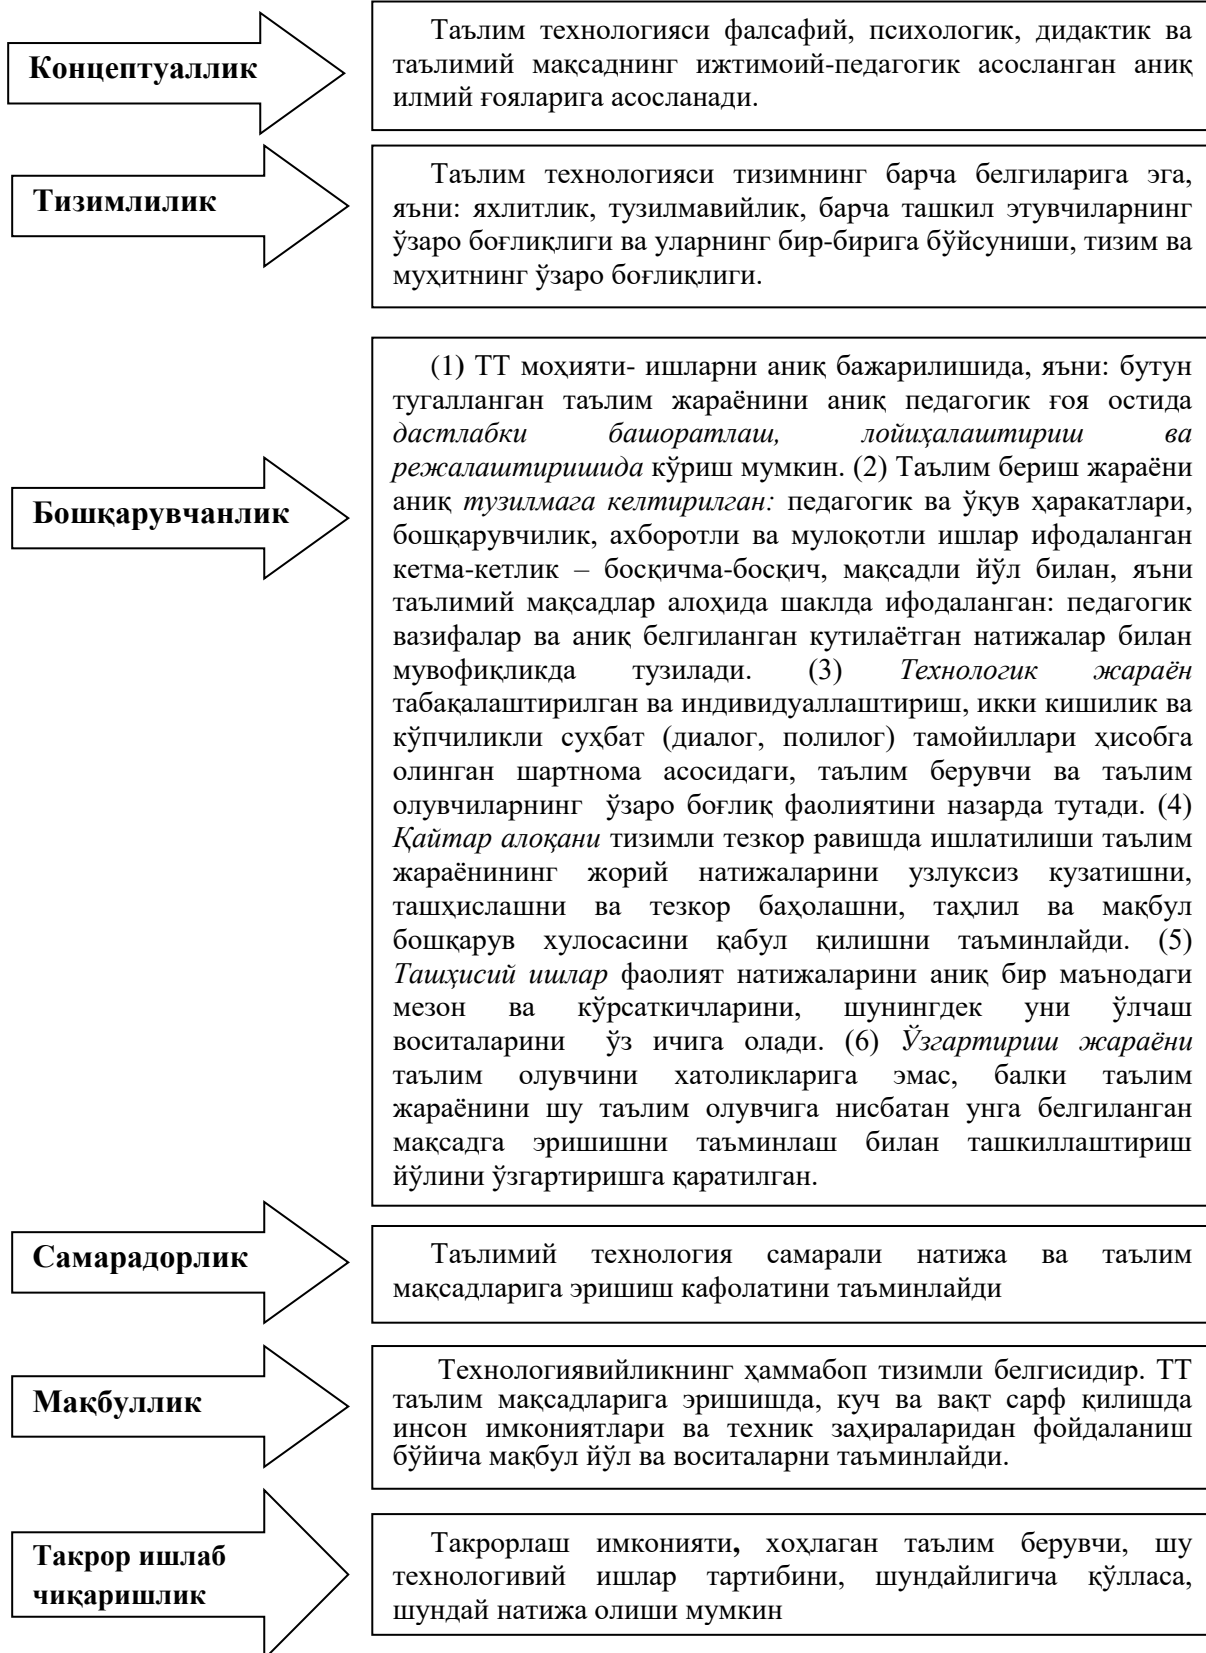 Концептуаллик
Таълим технологияси фалсафий, психологик, дидактик ва
таълимий мақсаднинг ижтимоий-педагогик асосланган аниқ
илмий ғояларига асосланади.
Тизимлилик
Таълим технологияси тизимнинг барча белгиларига эга,
яъни: яхлитлик, тузилмавийлик, барча ташкил этувчиларнинг
ўзаро боғлиқлиги ва уларнинг бир-бирига бўйсуниши, тизим ва
муҳитнинг ўзаро боғлиқлиги.
Бошқарувчанлик
(1) ТТ моҳияти- ишларни аниқ бажарилишида, яъни: бутун
тугалланган таълим жараёнини аниқ педагогик ғоя остида
дастлабки башоратлаш, лойиҳалаштириш ва
режалаштиришида кўриш мумкин. (2) Таълим бериш жараёни
аниқ тузилмага келтирилган: педагогик ва ўқув ҳаракатлари,
бошқарувчилик, ахборотли ва мулоқотли ишлар ифодаланган
кетма-кетлик – босқичма-босқич, мақсадли йўл билан, яъни
таълимий мақсадлар алоҳида шаклда ифодаланган: педагогик
вазифалар ва аниқ белгиланган кутилаётган натижалар билан
мувофиқликда тузилади. (3) Технологик жараён
табақалаштирилган ва индивидуаллаштириш, икки кишилик ва
кўпчиликли суҳбат (диалог, полилог) тамойиллари ҳисобга
олинган шартнома асосидаги, таълим берувчи ва таълим
олувчиларнинг ўзаро боғлиқ фаолиятини назарда тутади. (4)
Қайтар алоқани тизимли тезкор равишда ишлатилиши таълим
жараёнининг жорий натижаларини узлуксиз кузатишни,
ташҳислашни ва тезкор баҳолашни, таҳлил ва мақбул
бошқарув хулосасини қабул қилишни таъминлайди. (5)
Ташҳисий ишлар фаолият натижаларини аниқ бир маънодаги
мезон ва кўрсаткичларини, шунингдек уни ўлчаш
воситаларини ўз ичига олади. (6) Ўзгартириш жараёни
таълим олувчини хатоликларига эмас, балки таълим
жараёнини шу таълим олувчига нисбатан унга белгиланган
мақсадга эришишни таъминлаш билан ташкиллаштириш
йўлини ўзгартиришга қаратилган.
Самарадорлик
Таълимий технология самарали натижа ва таълим
мақсадларига эришиш кафолатини таъминлайди
Мақбуллик
Технологиявийликнинг ҳаммабоп тизимли белгисидир. ТТ
таълим мақсадларига эришишда, куч ва вақт сарф қилишда
инсон имкониятлари ва техник заҳираларидан фойдаланиш
бўйича мақбул йўл ва воситаларни таъминлайди.
Такрор ишлаб
чиқаришлик
Такрорлаш имконияти, хоҳлаган таълим берувчи, шу
технологивий ишлар тартибини, шундайлигича қўлласа,
шундай натижа олиши мумкин